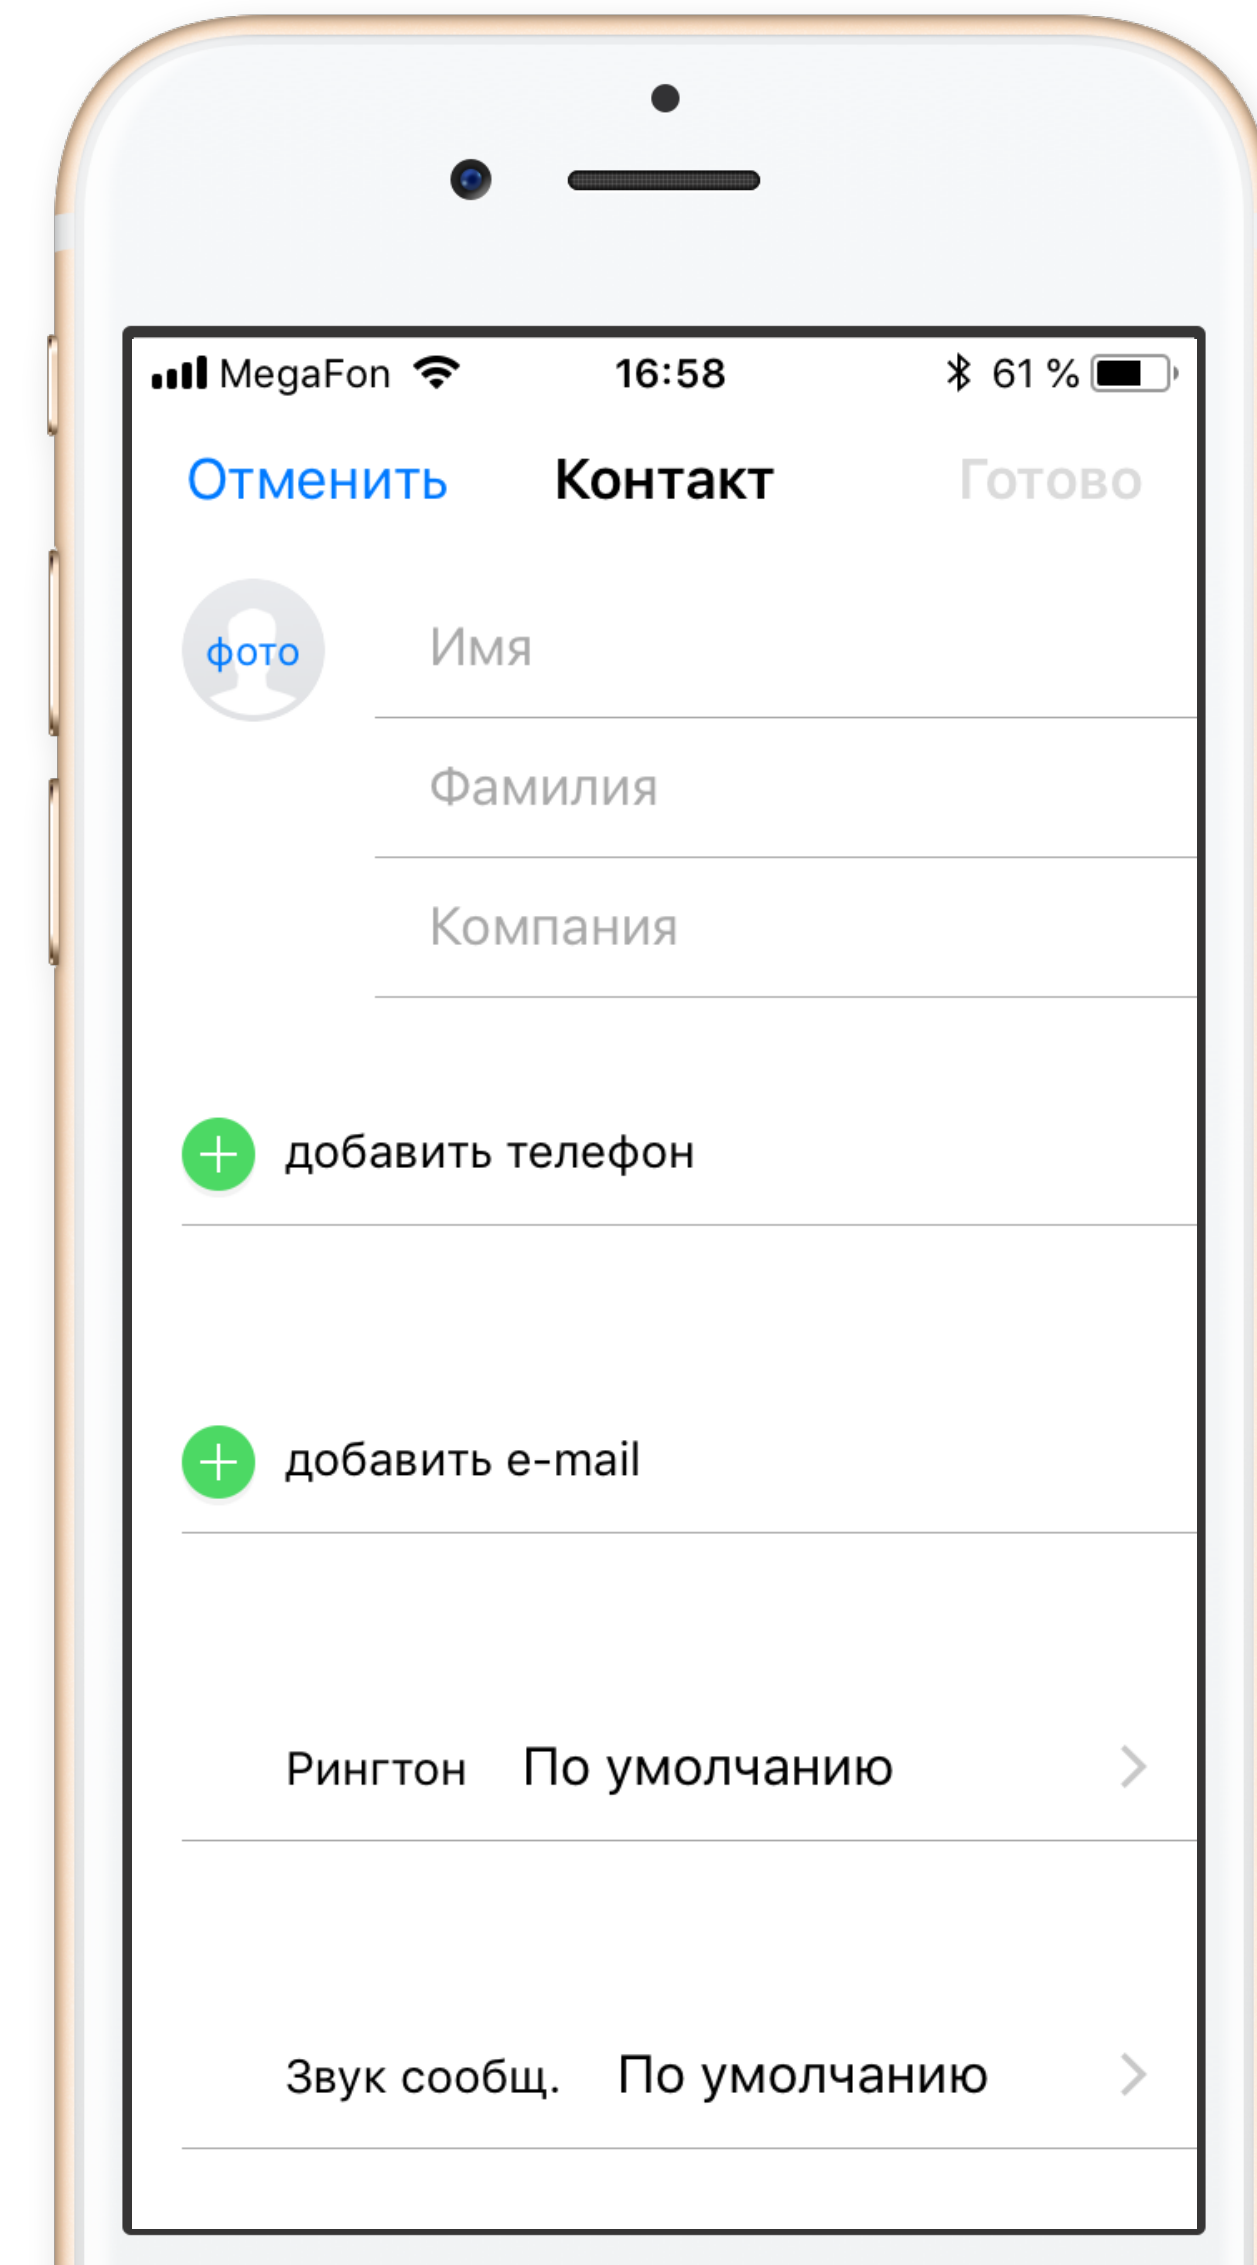 MegaFon 16:58 61 %
Отменить Контакт Готово
фото Имя
Фамилия
Компания
добавить телефон
добавить e-mail
Рингтон По умолчанию
Звук сообщ. По умолчанию